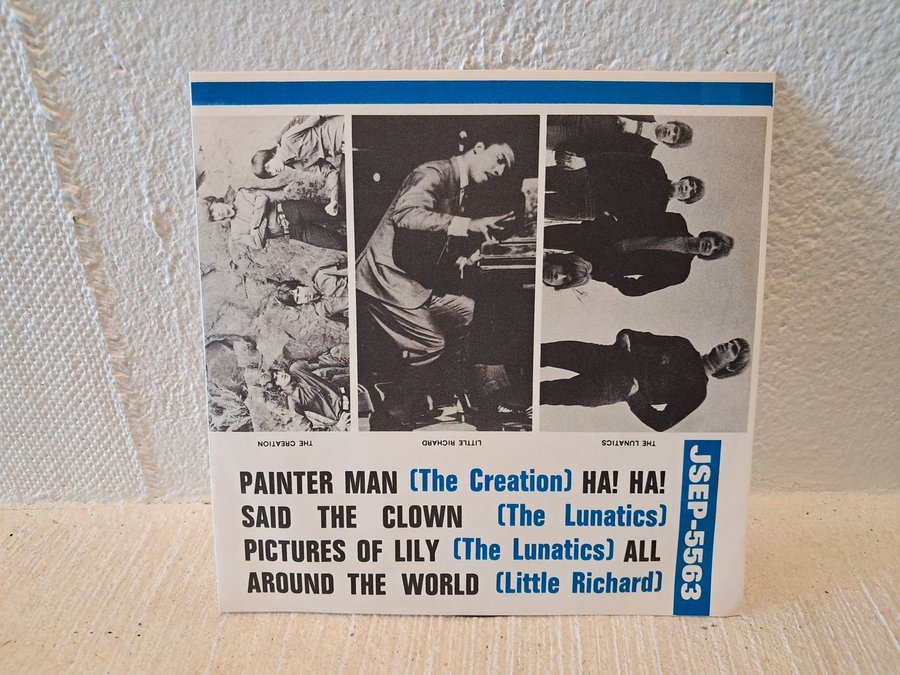 THE CREATION
LITTLE RICHARD
THE LUNATICS
PAINTER MAN (The Creation) HA! HA!
SAID THE CLOWN (The Lunatics)
PICTURES OF LILY (The Lunatics) ALL
AROUND THE WORLD (Little Richard)
JSEP-5563